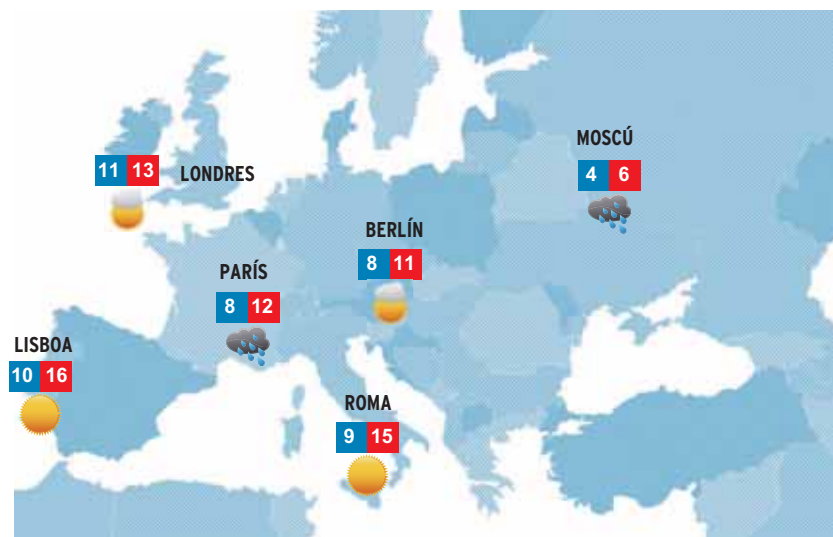 MOSCÚ
4 6
11 13
LONDRES
BERLÍN
8 11
PARÍS
8 12
LISBOA
10 16
ROMA
9 15